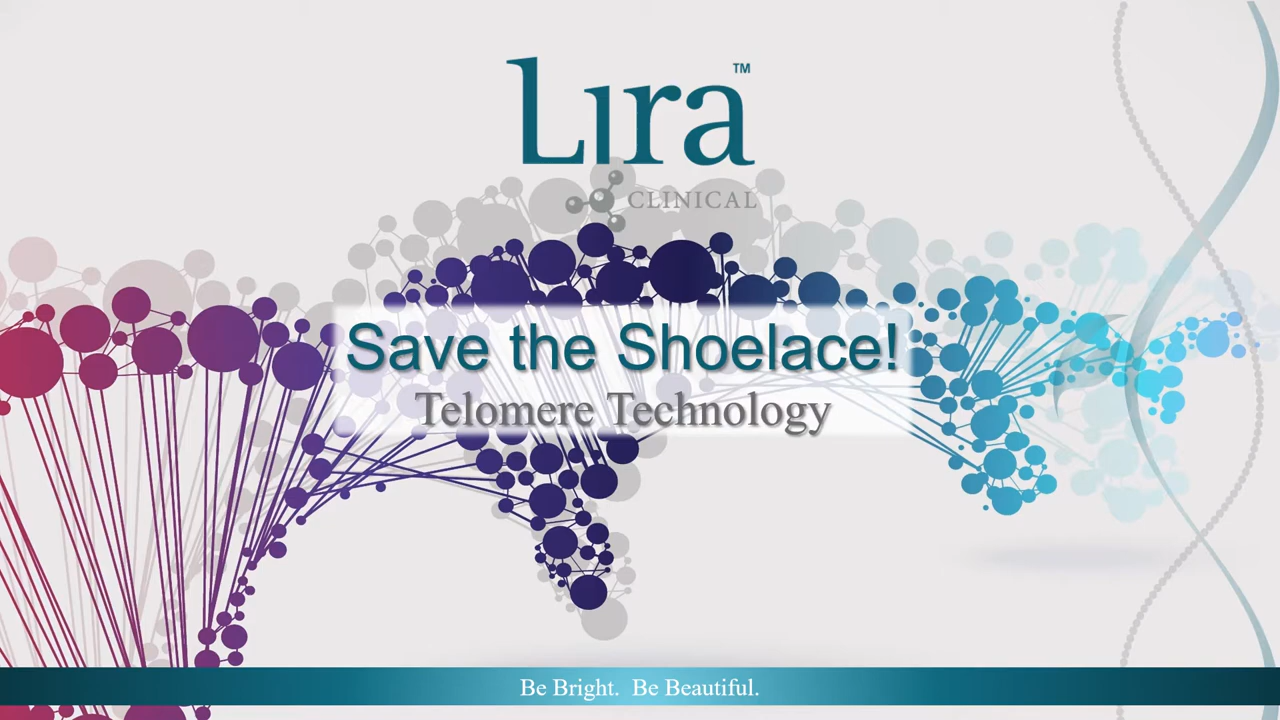 Lira™
CLINICAL
Save the Shoelace!
Telomere Technology
Be Bright.  Be Beautiful.